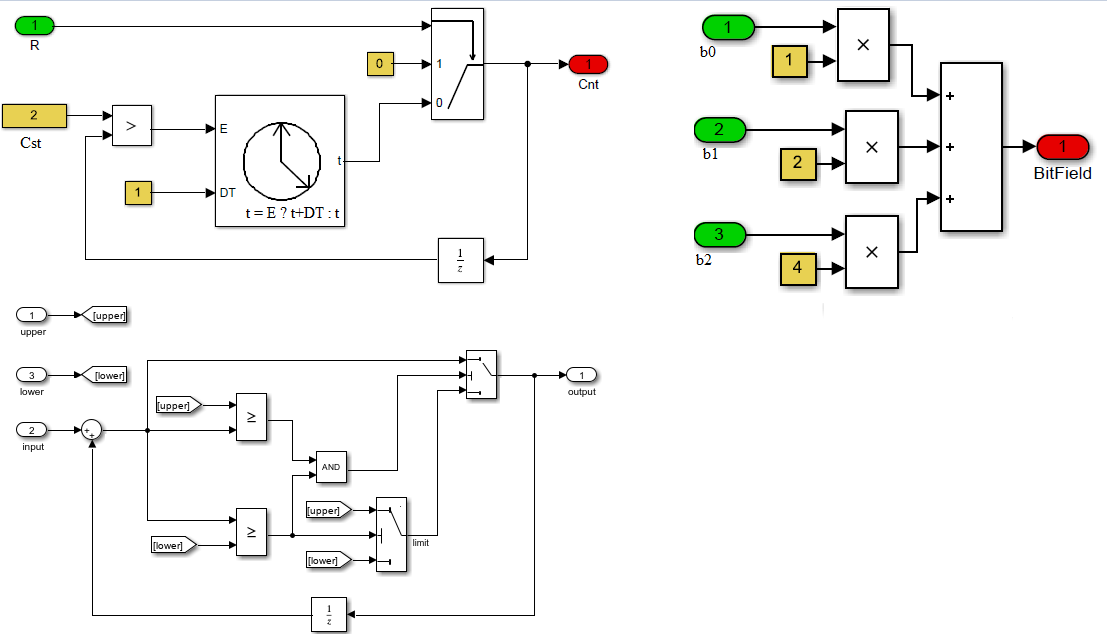 1
R
0
1
0
1
Cnt
2
Cst
>
E
t
1
DT
t = E ? t+DT : t
1
z
1
b0
1
×
2
b1
2
×
3
b2
4
×
+
+
+
1
BitField
1
upper
[upper]
3
lower
[lower]
2
input
+
+
[upper]
≥
AND
[lower]
≥
[upper]
[lower]
limit
1
output
1
z